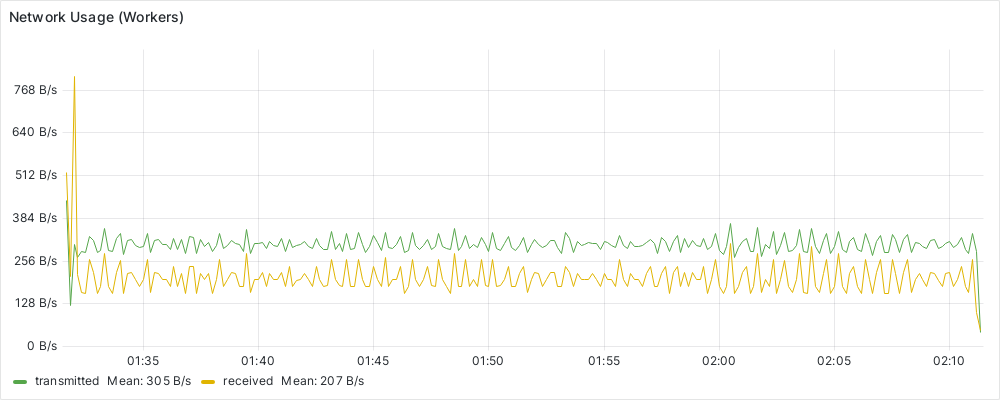 Network Usage (Workers)
768 B/s
640 B/s
512 B/s
384 B/s
256 B/s
128 B/s
0 B/s
01:35 01:40 01:45 01:50 01:55 02:00 02:05 02:10
transmitted Mean: 305 B/s received Mean: 207 B/s